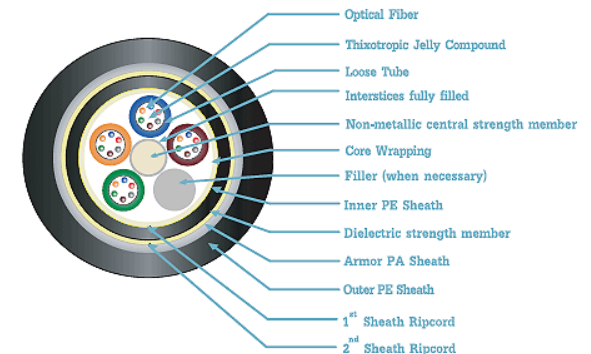 Optical Fiber
Thixotropic Jelly Compound
Loose Tube
Interstices fully filled
Non-metallic central strength member
Core Wrapping
Filler (when necessary)
Inner PE Sheath
Dielectric strength member
Armor PA Sheath
Outer PE Sheath
1st Sheath Ripcord
2nd Sheath Ripcord